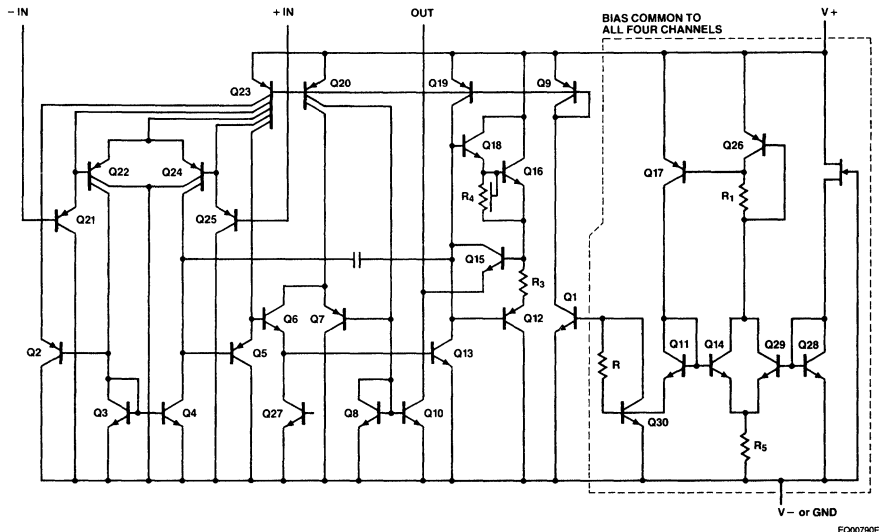 − IN
+ IN
OUT
BIAS COMMON TO
ALL FOUR CHANNELS
V+
Q23
Q20
Q19
Q9
Q18
Q16
Q17
Q26
Q22
Q24
R4
R1
Q21
Q25
Q15
R3
Q1
Q6
Q7
Q12
Q2
Q5
Q13
R
Q11
Q14
Q29
Q28
Q3
Q4
Q27
Q8
Q10
Q30
R5
V− or GND
EQ00790E